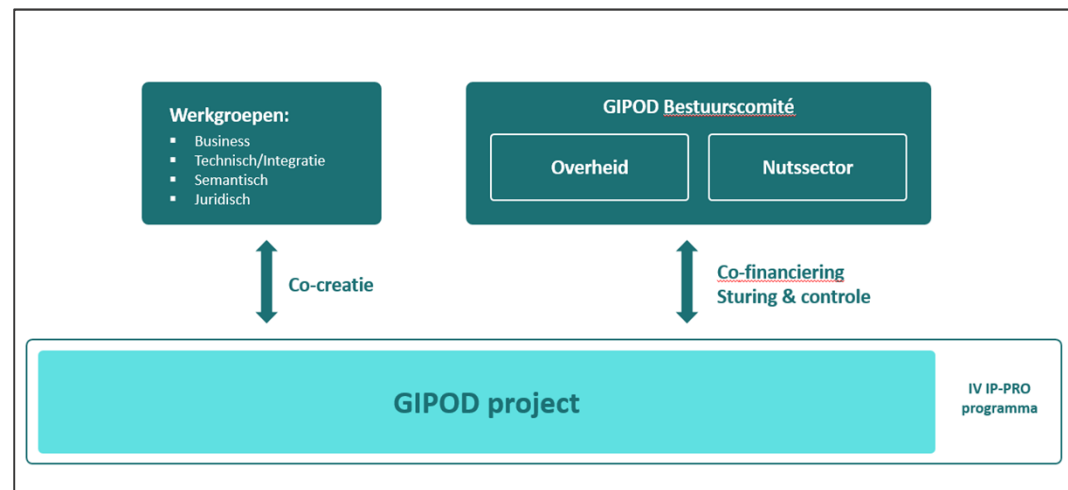 Werkgroepen:
▪ Business
▪ Technisch/Integratie
▪ Semantisch
▪ Juridisch
GIPOD Bestuurscomité
Overheid
Nutssector
Co-creatie
Co-financiering
Sturing & controle
GIPOD project
IV IP-PRO
programma